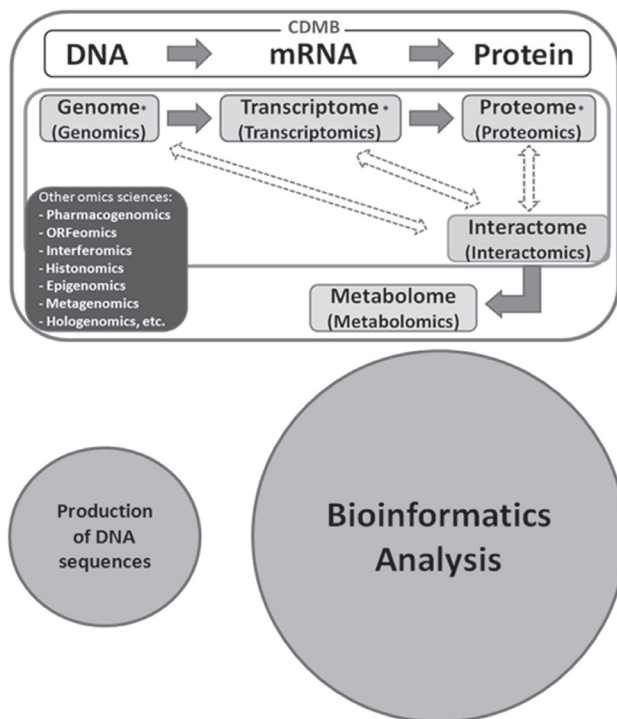 CDMB
DNA mRNA Protein
Genome* Transcriptome* Proteome*
(Genomics) (Transcriptomics) (Proteomics)
Other omics sciences:
- Pharmacogenomics
- ORFeomics
- Interferomics
- Histonomics
- Epigenomics
- Metagenomics
- Hologenomics, etc.
Interactome
(Interactomics)
Metabolome
(Metabolomics)
Production
of DNA
sequences
Bioinformatics
Analysis